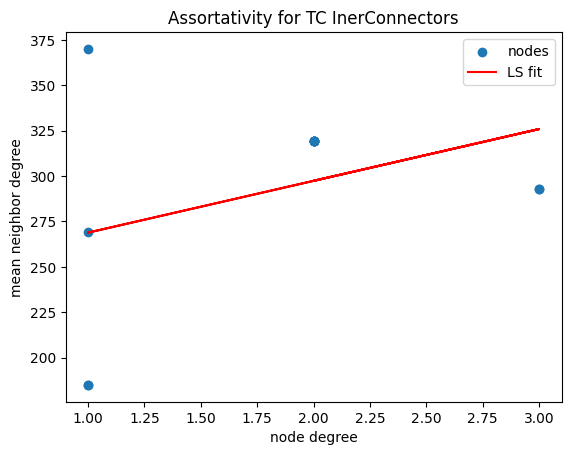 Assortativity for TC InerConnectors
nodes
LS fit
mean neighbor degree
375
350
325
300
275
250
225
200
1.00 1.25 1.50 1.75 2.00 2.25 2.50 2.75 3.00
node degree